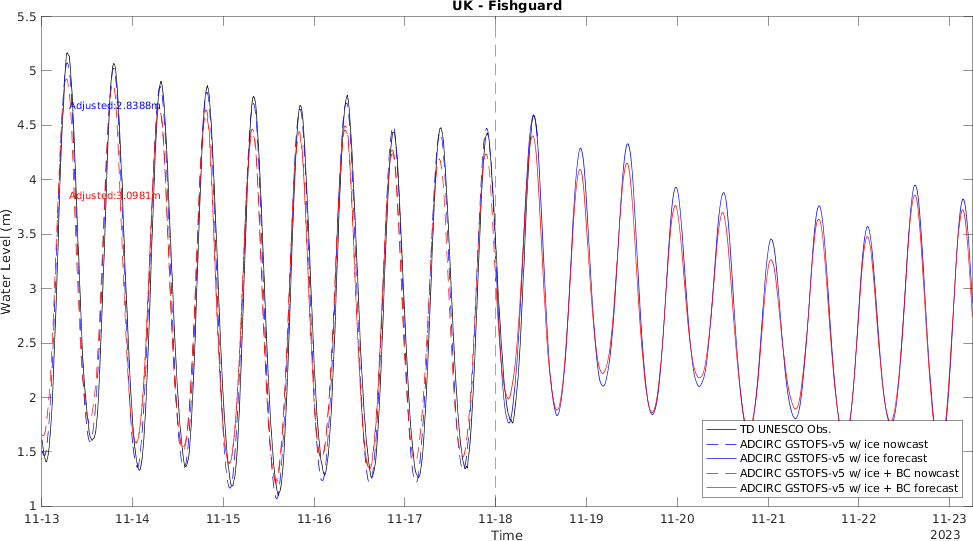 UK - Fishguard
5.5
5
4.5
4
3.5
3
2.5
2
1.5
1
Water Level (m)
Adjusted:2.8388m
Adjusted:3.0981m
TD UNESCO Obs.
ADCIRC GSTOFS-v5 w/ ice nowcast
ADCIRC GSTOFS-v5 w/ ice forecast
ADCIRC GSTOFS-v5 w/ ice + BC nowcast
ADCIRC GSTOFS-v5 w/ ice + BC forecast
11-13 11-14 11-15 11-16 11-17 11-18 11-19 11-20 11-21 11-22 11-23
Time
2023